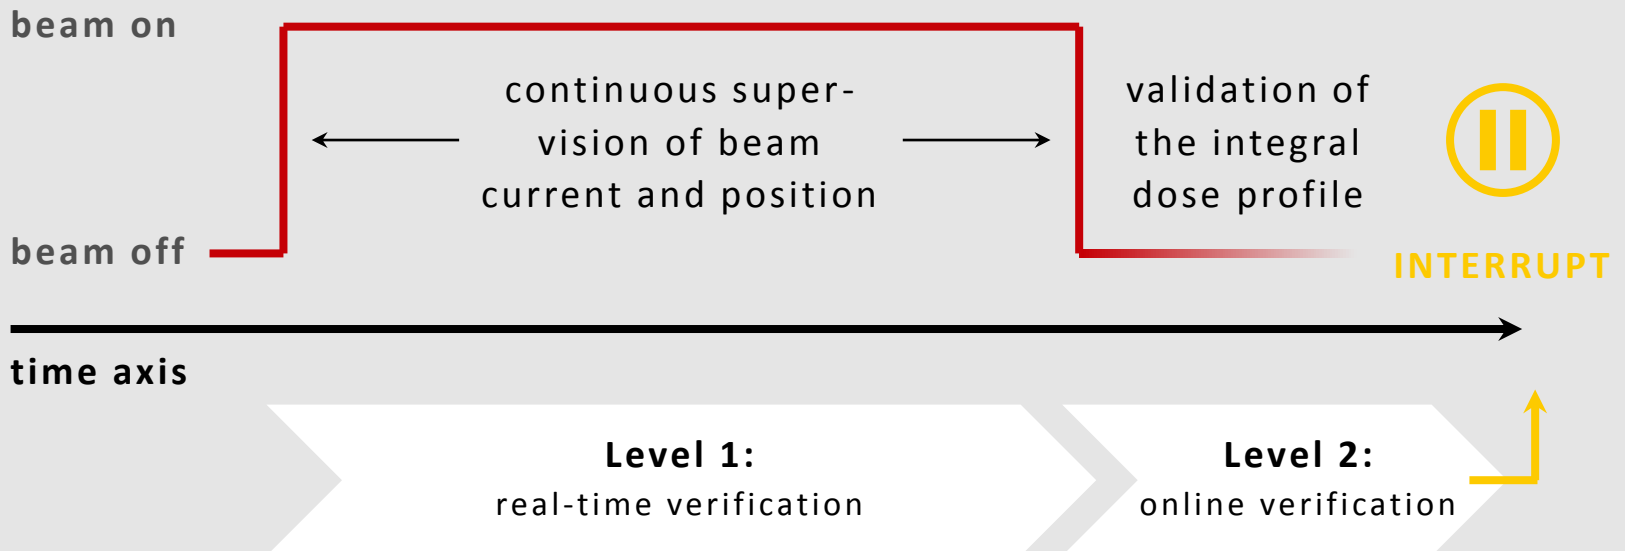 beam on
continuous super-
vision of beam
current and position
validation of
the integral
dose profile
beam off
INTERRUPT
time axis
Level 1:
real-time verification
Level 2:
online verification